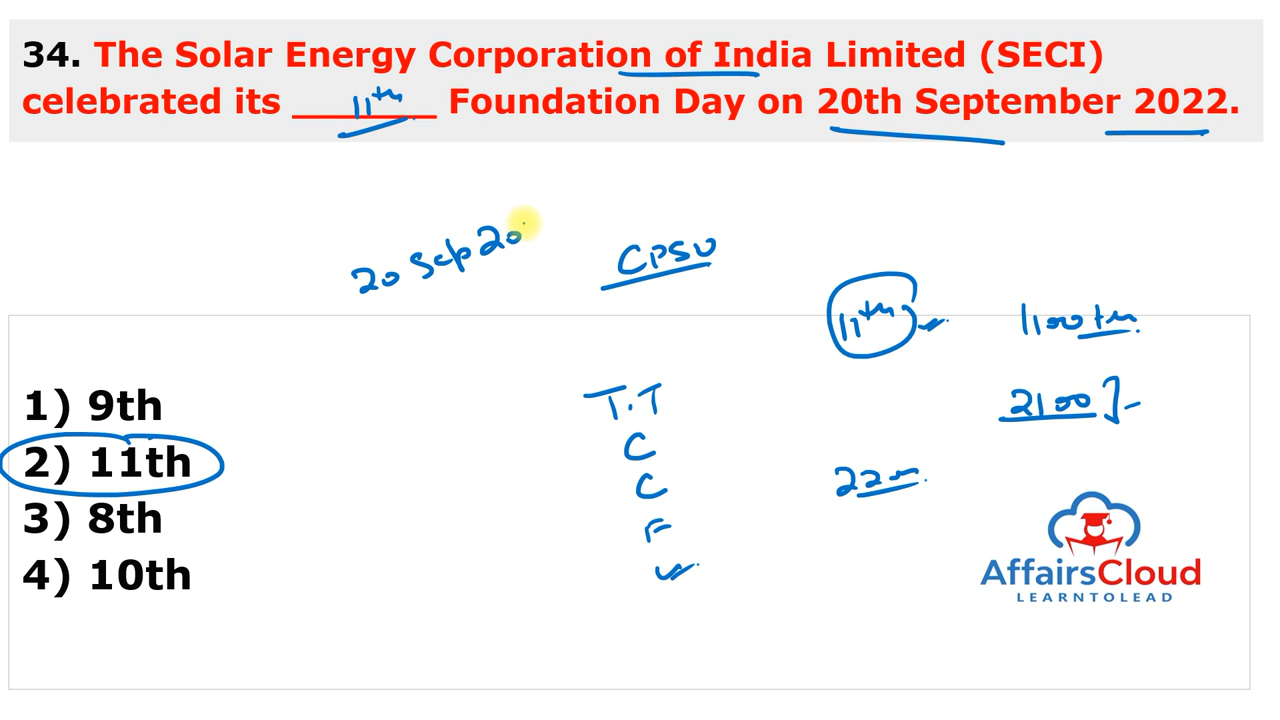 34. The Solar Energy Corporation of India Limited (SECI)
celebrated its 11th Foundation Day on 20th September 2022.
20 Sep 20
CPSU
11th
1100
T.T
2100
C
C
22
F
1) 9th
2) 11th
3) 8th
4) 10th
AffairsCloud
LEARNTOLEAD